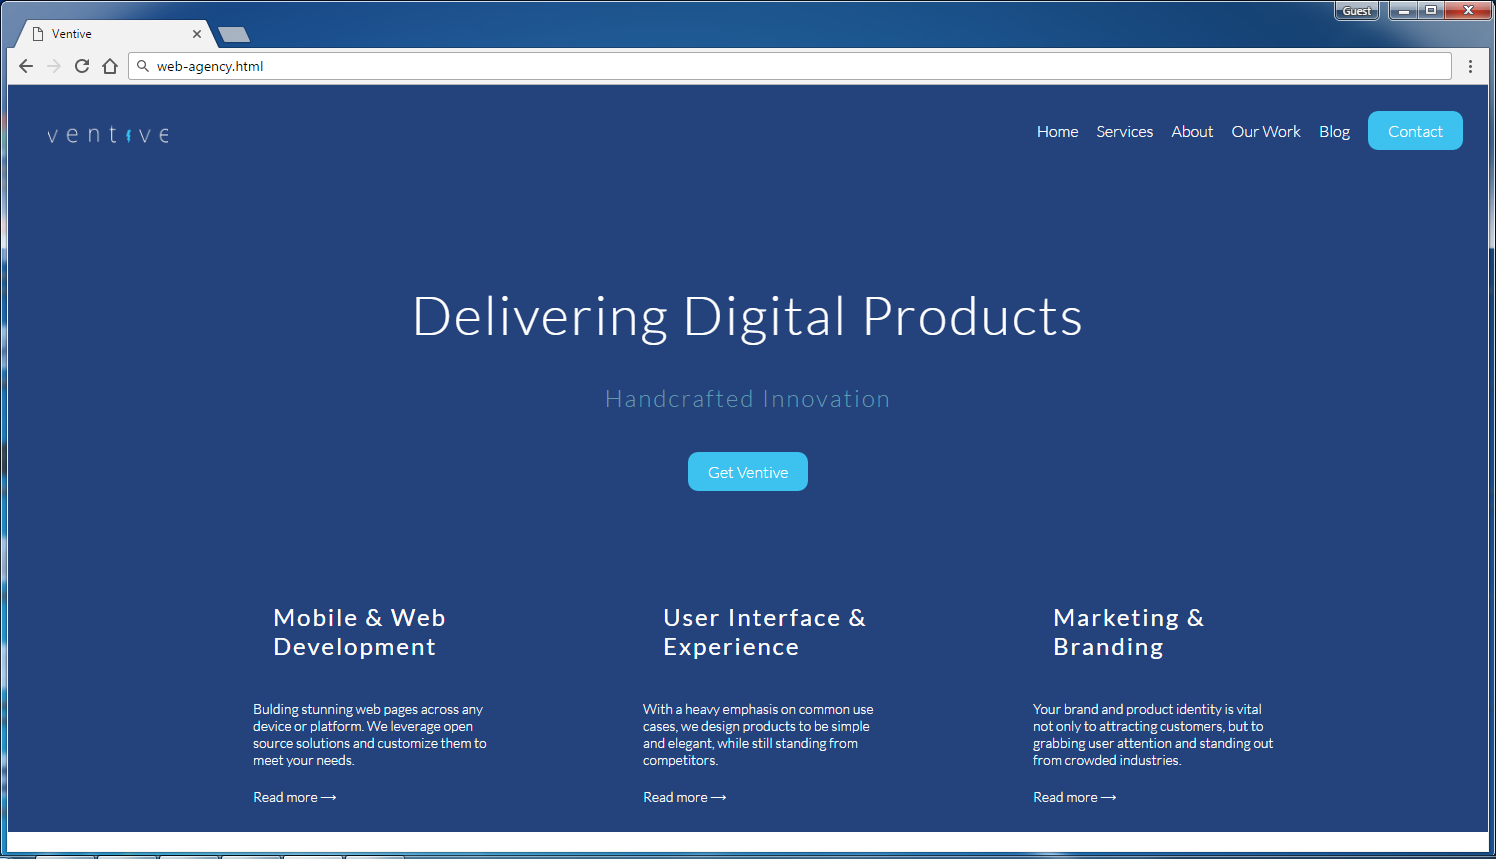 Guest
Ventive
web-agency.html
ventive
Home Services About Our Work Blog Contact
Delivering Digital Products
Handcrafted Innovation
Get Ventive
Mobile & Web
Development
Bulding stunning web pages across any
device or platform. We leverage open
source solutions and customize them to
meet your needs.
Read more →
User Interface &
Experience
With a heavy emphasis on common use
cases, we design products to be simple
and elegant, while still standing from
competitors.
Read more →
Marketing &
Branding
Your brand and product identity is vital
not only to attracting customers, but to
grabbing user attention and standing out
from crowded industries.
Read more →